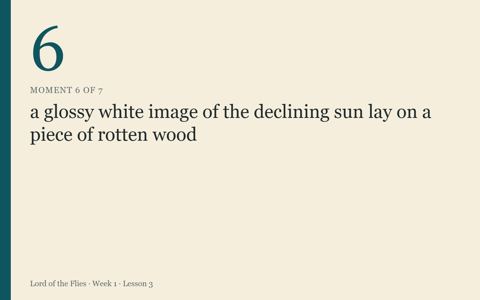 6
MOMENT 6 OF 7
a glossy white image of the declining sun lay on a
piece of rotten wood
Lord of the Flies · Week 1 · Lesson 3